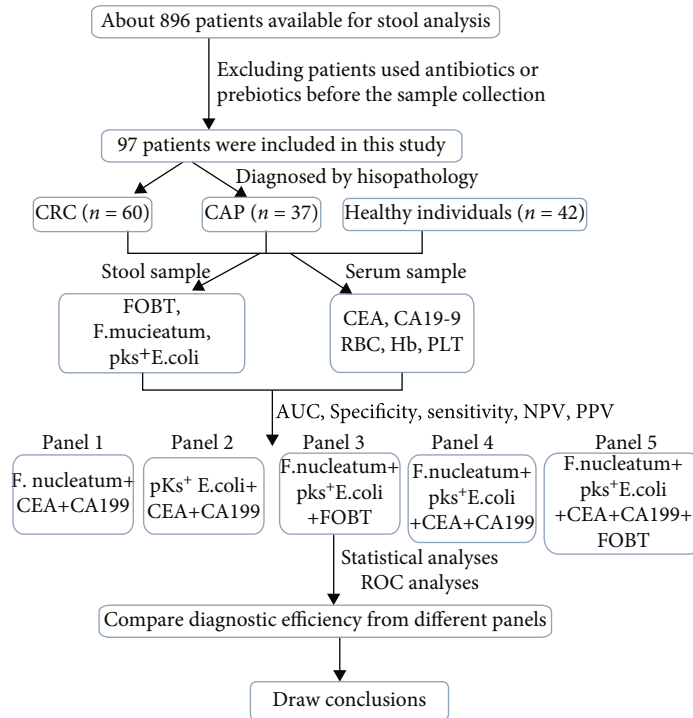 About 896 patients available for stool analysis
Excluding patients used antibiotics or
prebiotics before the sample collection
97 patients were included in this study
Diagnosed by hisopathology
CRC (n = 60)
CAP (n = 37)
Healthy individuals (n = 42)
Stool sample
Serum sample
FOBT,
F.mucieatum,
pks⁺E.coli
CEA, CA19-9
RBC, Hb, PLT
AUC, Specificity, sensitivity, NPV, PPV
Panel 1
F. nucleatum+
CEA+CA199
Panel 2
pKs⁺ E.coli+
CEA+CA199
Panel 3
F.nucleatum+
pks⁺E.coli
+FOBT
Panel 4
F.nucleatum+
pks⁺E.coli
+CEA+CA199
Panel 5
F.nucleatum+
pks⁺E.coli
+CEA+CA199+
FOBT
Statistical analyses
ROC analyses
Compare diagnostic efficiency from different panels
Draw conclusions